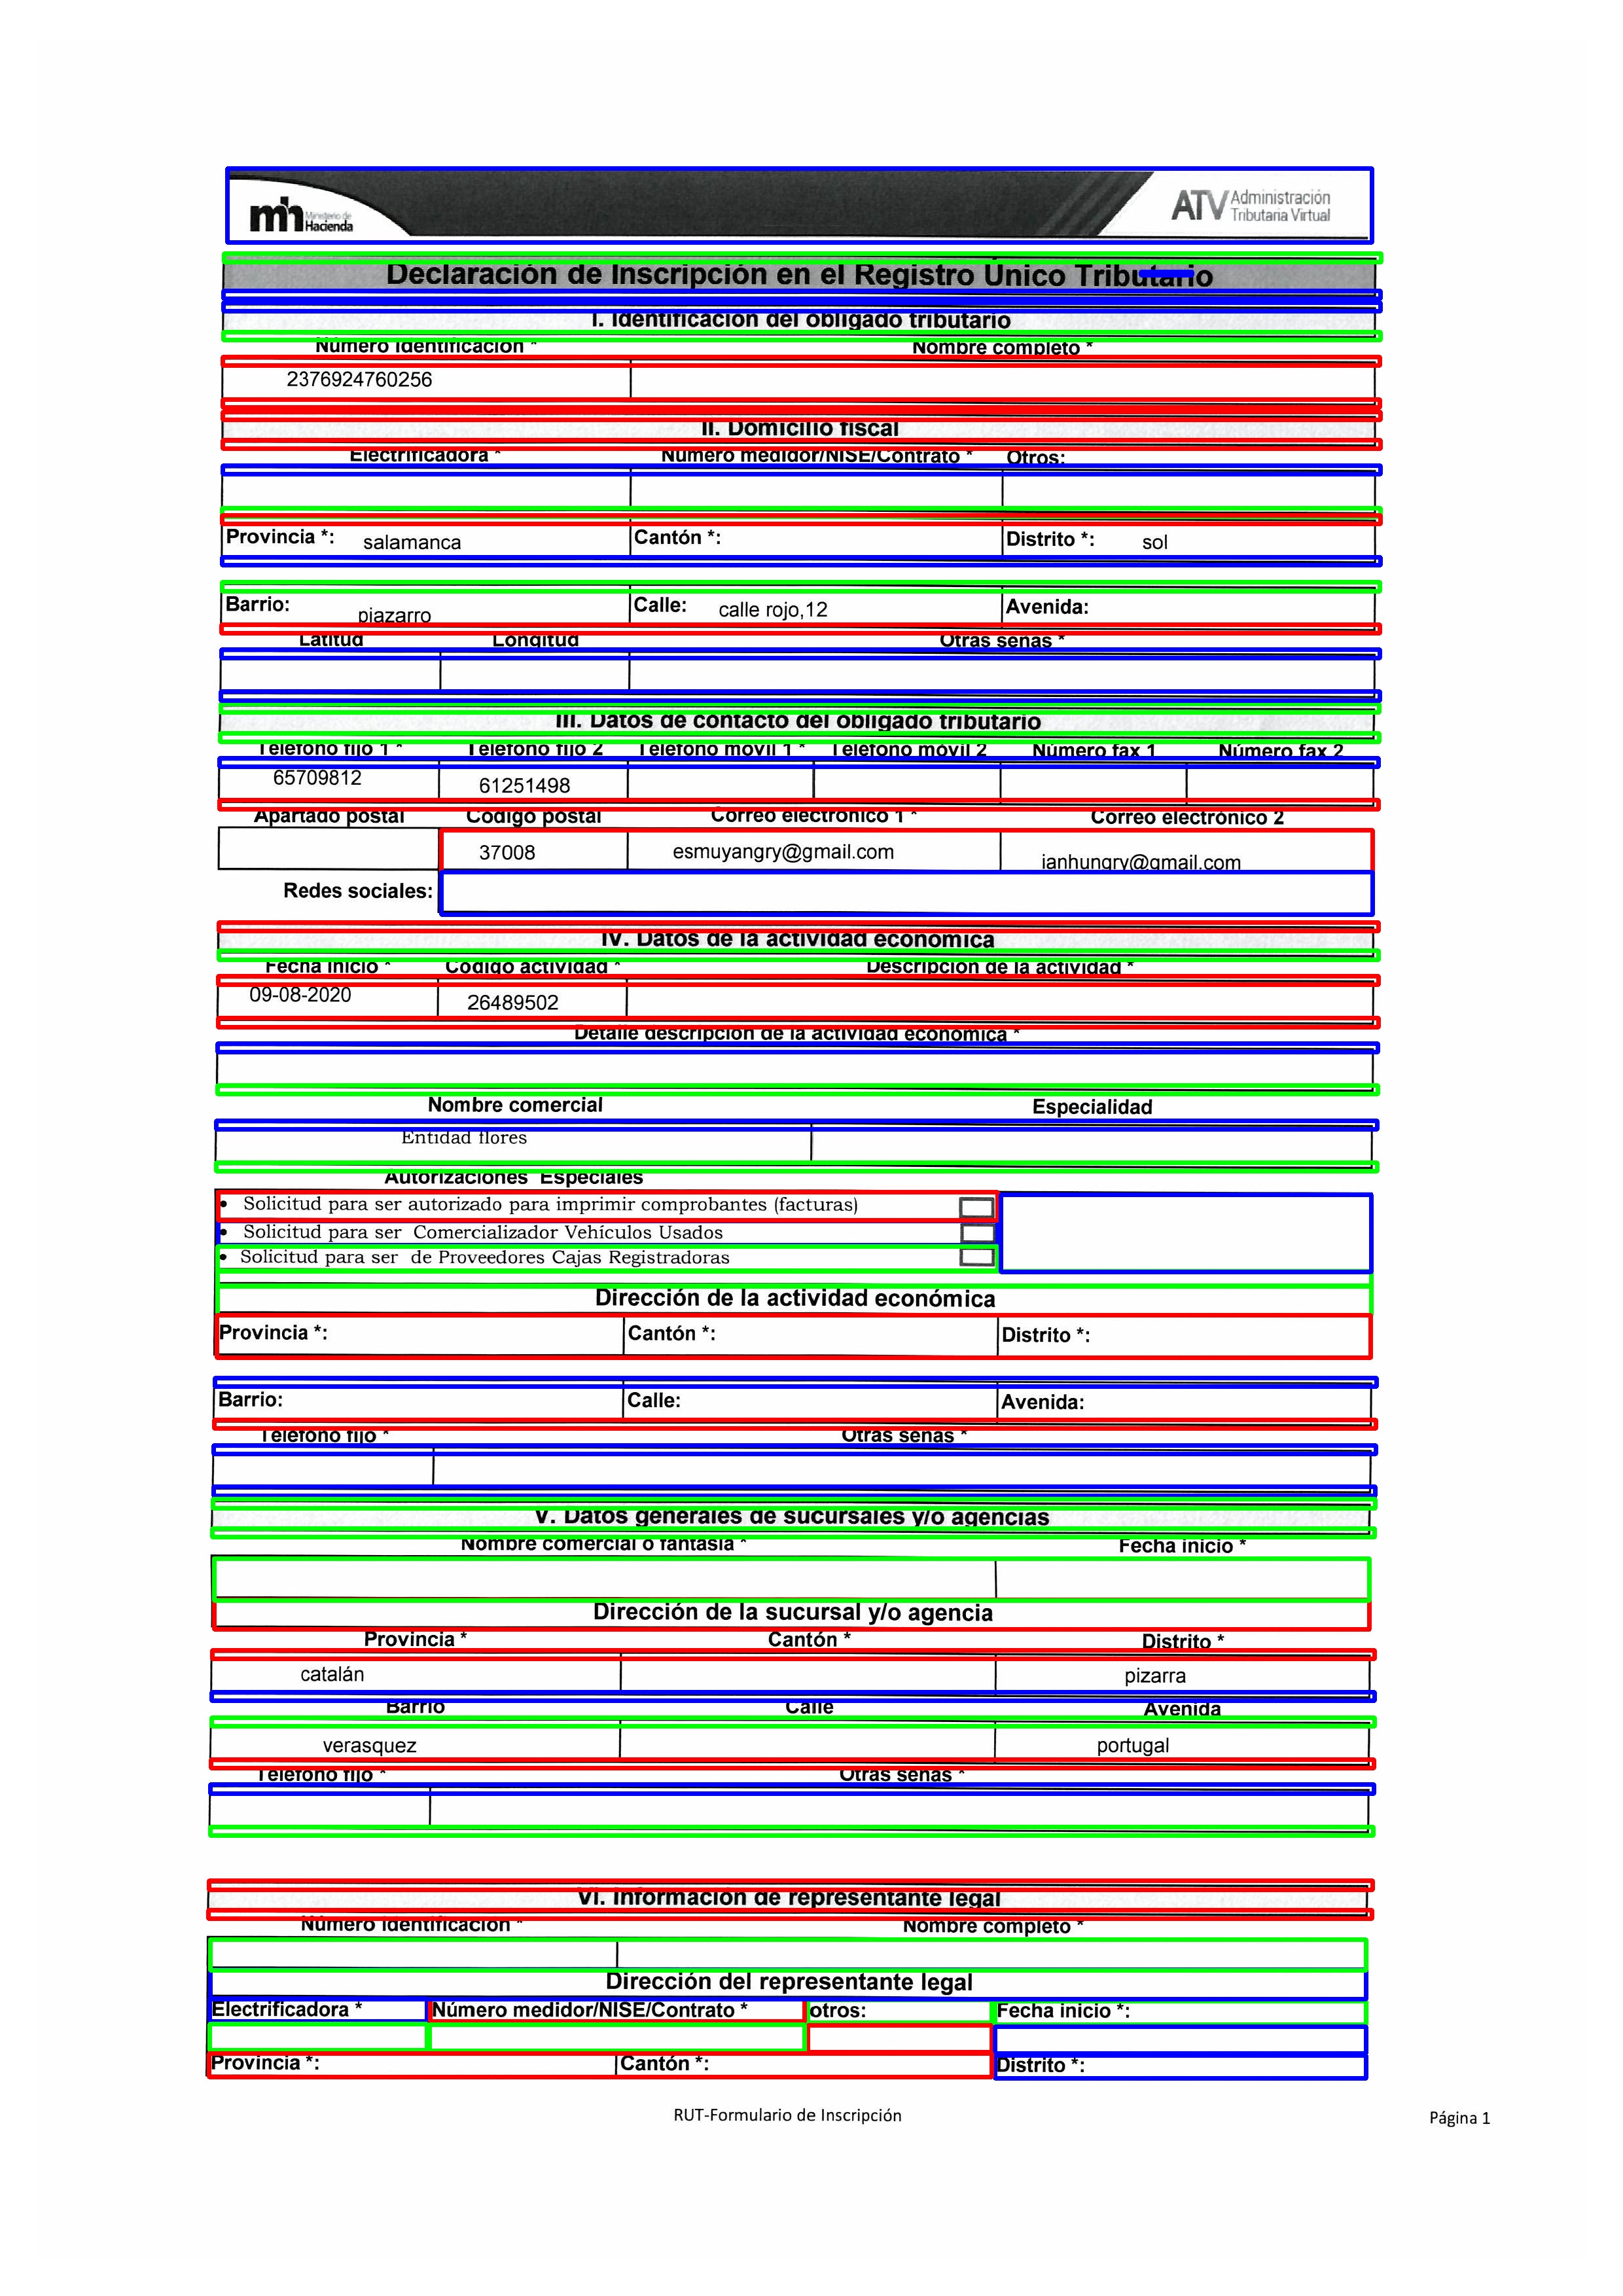 mh Ministerio de Hacienda
ATV Administración Tributaria Virtual
Declaración de Inscripción en el Registro Único Tributario
I. Identificación del obligado tributario
Número identificación * Nombre completo *
2376924760256
II. Domicilio fiscal
Electrificadora * Número medidor/NISE/Contrato * Otros:
Provincia *: salamanca Cantón *: Distrito *: sol
Barrio: piazarro Calle: calle rojo,12 Avenida:
Latitud Longitud Otras señas *
III. Datos de contacto del obligado tributario
Teléfono fijo 1 * Teléfono fijo 2 Teléfono móvil 1 * Teléfono móvil 2 Número fax 1 Número fax 2
65709812 61251498
Apartado postal Código postal Correo electrónico 1 * Correo electrónico 2
37008 esmuyangry@gmail.com ianhungry@gmail.com
Redes sociales:
IV. Datos de la actividad económica
Fecha inicio * Código actividad * Descripción de la actividad *
09-08-2020 26489502
Detalle descripción de la actividad económica *
Nombre comercial Especialidad
Entidad flores
Autorizaciones Especiales
• Solicitud para ser autorizado para imprimir comprobantes (facturas)
• Solicitud para ser Comercializador Vehículos Usados
• Solicitud para ser de Proveedores Cajas Registradoras
Dirección de la actividad económica
Provincia *: Cantón *: Distrito *:
Barrio: Calle: Avenida:
Teléfono fijo * Otras señas *
V. Datos generales de sucursales y/o agencias
Nombre comercial o fantasía * Fecha inicio *
Dirección de la sucursal y/o agencia
Provincia * Cantón * Distrito *
catalán pizarra
Barrio Calle Avenida
verasquez portugal
Teléfono fijo * Otras señas *
VI. Información de representante legal
Número identificación * Nombre completo *
Dirección del representante legal
Electrificadora * Número medidor/NISE/Contrato * otros: Fecha inicio *:
Provincia *: Cantón *: Distrito *:
RUT-Formulario de Inscripción Página 1